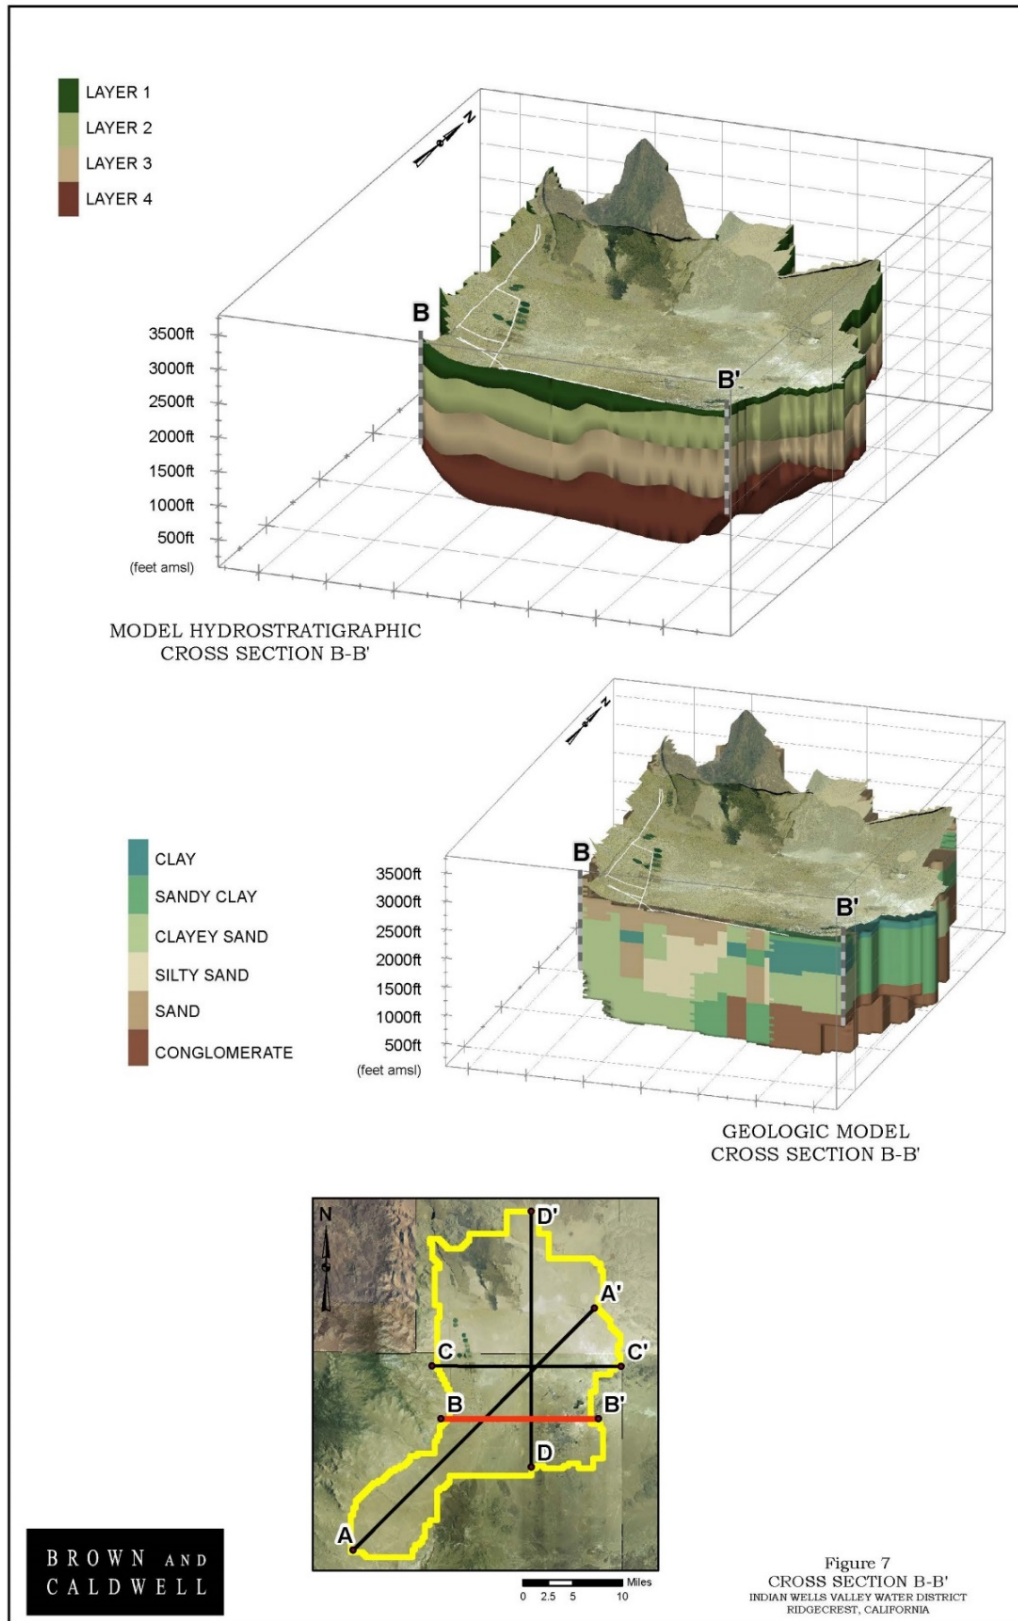 LAYER 1
LAYER 2
LAYER 3
LAYER 4
N
B
B'
3500ft
3000ft
2500ft
2000ft
1500ft
1000ft
500ft
(feet amsl)
MODEL HYDROSTRATIGRAPHIC
CROSS SECTION B-B'
N
B
B'
CLAY
SANDY CLAY
CLAYEY SAND
SILTY SAND
SAND
CONGLOMERATE
3500ft
3000ft
2500ft
2000ft
1500ft
1000ft
500ft
(feet amsl)
GEOLOGIC MODEL
CROSS SECTION B-B'
N
D'
A'
C
C'
B
B'
D
A
BROWN AND
CALDWELL
Miles
0 2.5 5 10
Figure 7
CROSS SECTION B-B'
INDIAN WELLS VALLEY WATER DISTRICT
RIDGECREST, CALIFORNIA